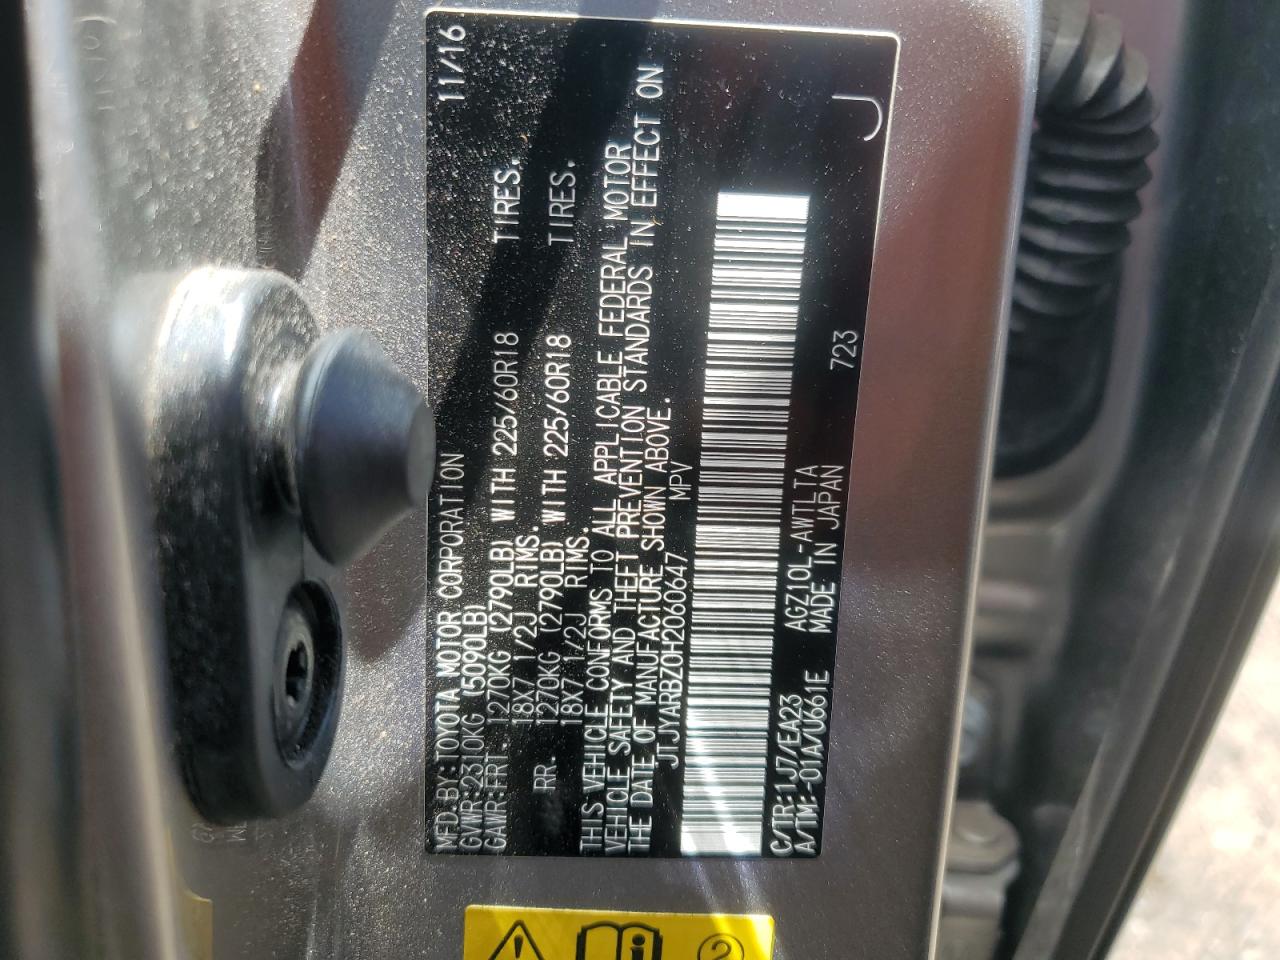 MFD.BY:TOYOTA MOTOR CORPORATION 11/16
GVWR:2310KG (5090LB)
GAWR:FRT. 1270KG (2790LB) WITH 225/60R18 TIRES.
18X7 1/2J RIMS.
RR. 1270KG (2790LB) WITH 225/60R18 TIRES.
18X7 1/2J RIMS.
THIS VEHICLE CONFORMS TO ALL APPLICABLE FEDERAL MOTOR
VEHICLE SAFETY AND THEFT PREVENTION STANDARDS IN EFFECT ON
THE DATE OF MANUFACTURE SHOWN ABOVE.
JTJYARBZ0H2060647 MPV
C/TR:1J7/EA23 AGZ10L-AWTLTA 723
A/TM:-01A/U661E MADE IN JAPAN
J
2